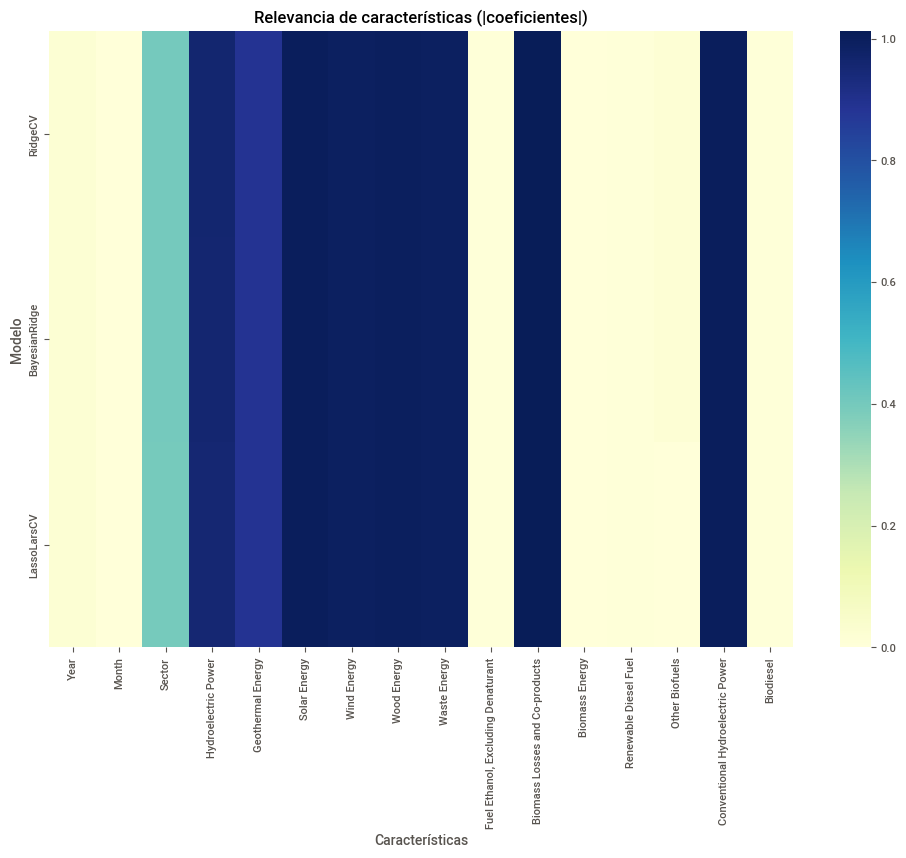 Relevancia de características (|coeficientes|)
Modelo
RidgeCV
BayesianRidge
LassoLarsCV
Year
Month
Sector
Hydroelectric Power
Geothermal Energy
Solar Energy
Wind Energy
Wood Energy
Waste Energy
Fuel Ethanol, Excluding Denaturant
Biomass Losses and Co-products
Biomass Energy
Renewable Diesel Fuel
Other Biofuels
Conventional Hydroelectric Power
Biodiesel
Características
1.0
0.8
0.6
0.4
0.2
0.0